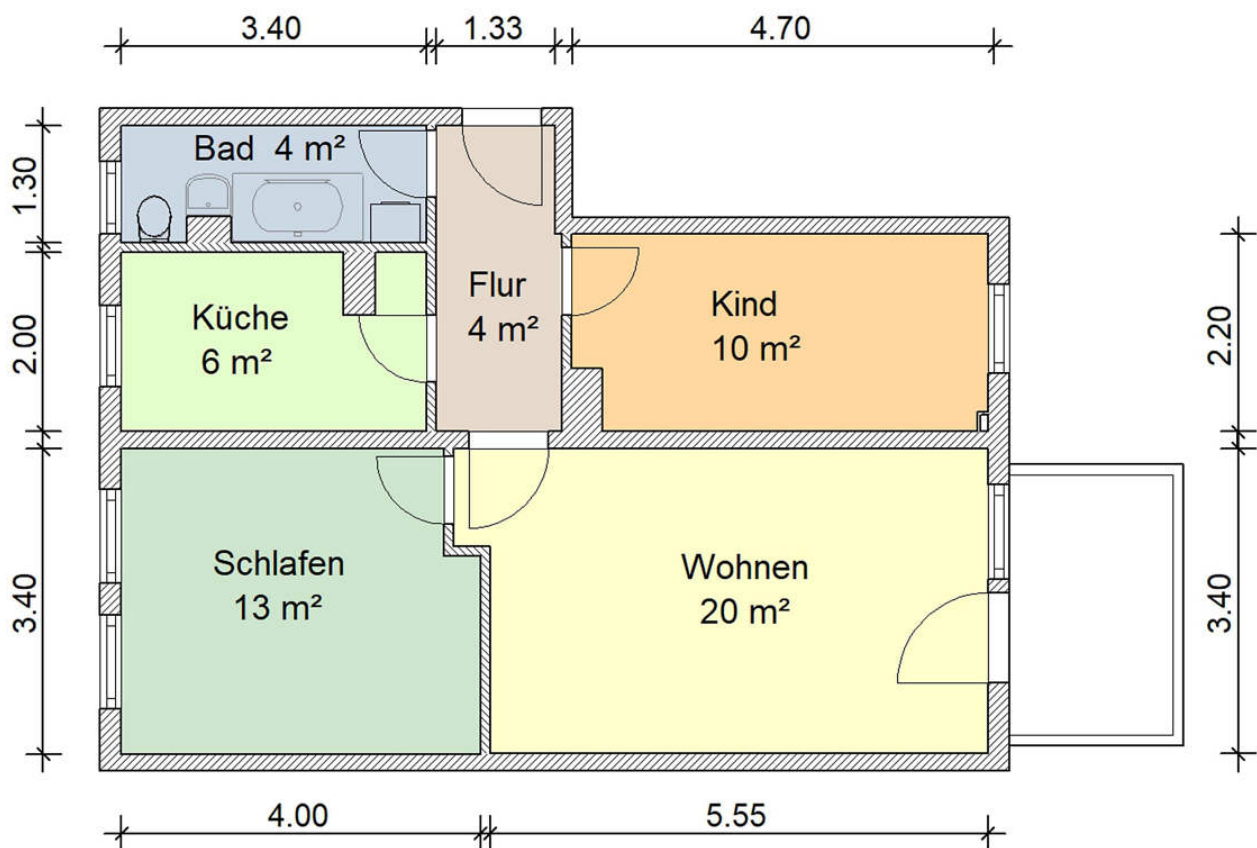 3.40 1.33 4.70
1.30
Bad 4 m²
Küche
6 m²
2.00
Flur
4 m²
Kind
10 m²
2.20
Schlafen
13 m²
3.40
Wohnen
20 m²
3.40
4.00 5.55